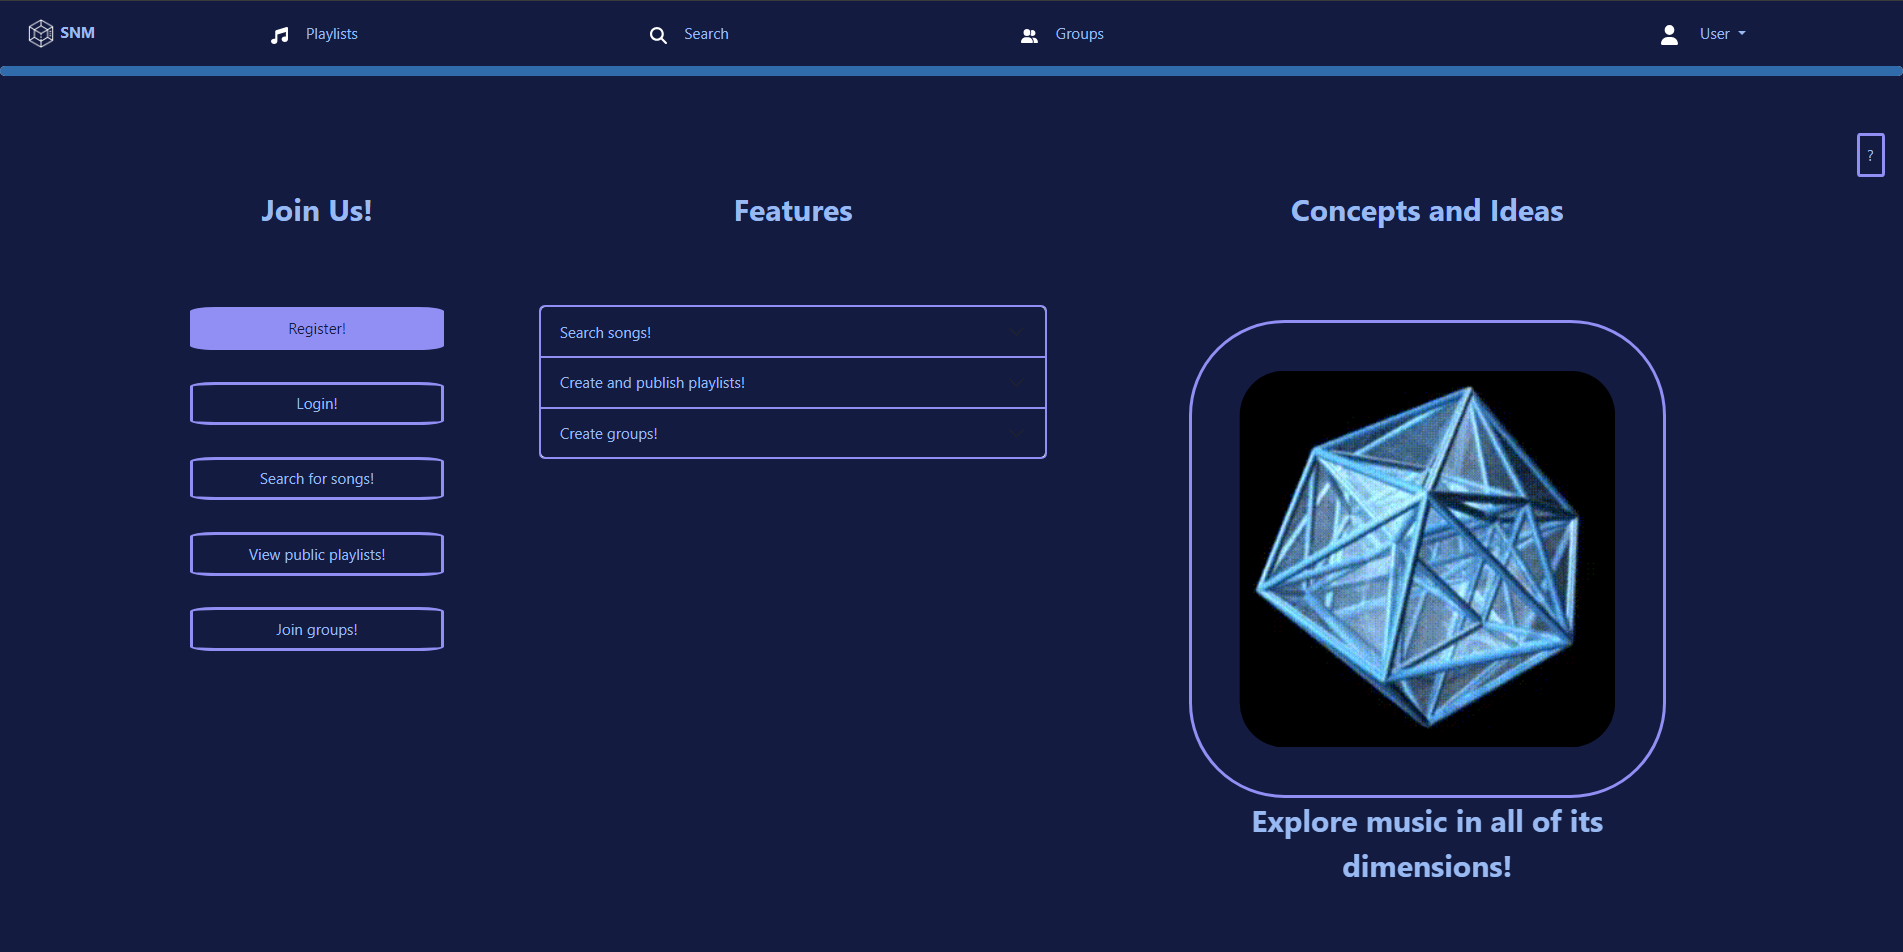 SNM
Playlists
Search
Groups
User
?
Join Us!
Features
Concepts and Ideas
Register!
Login!
Search for songs!
View public playlists!
Join groups!
Search songs!
Create and publish playlists!
Create groups!
Explore music in all of its
dimensions!